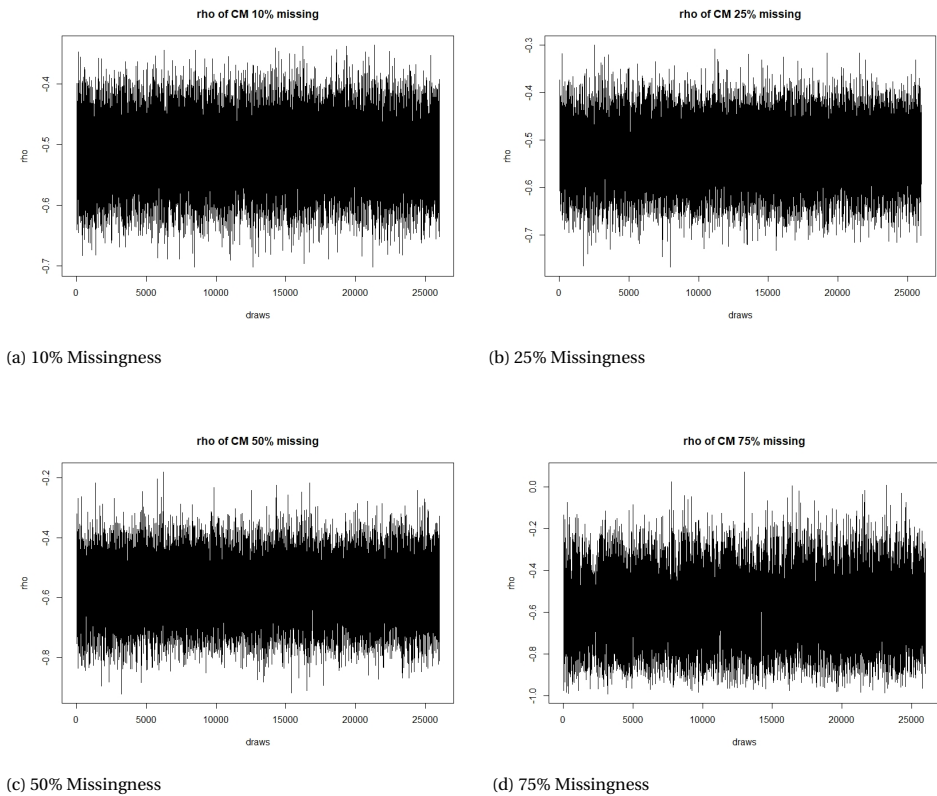 rho of CM 10% missing
rho
-0.4
-0.5
-0.6
-0.7
0 5000 10000 15000 20000 25000
draws
(a) 10% Missingness
rho of CM 25% missing
rho
-0.3
-0.4
-0.5
-0.6
-0.7
0 5000 10000 15000 20000 25000
draws
(b) 25% Missingness
rho of CM 50% missing
rho
-0.2
-0.4
-0.6
-0.8
0 5000 10000 15000 20000 25000
draws
(c) 50% Missingness
rho of CM 75% missing
rho
0.0
-0.2
-0.4
-0.6
-0.8
-1.0
0 5000 10000 15000 20000 25000
draws
(d) 75% Missingness